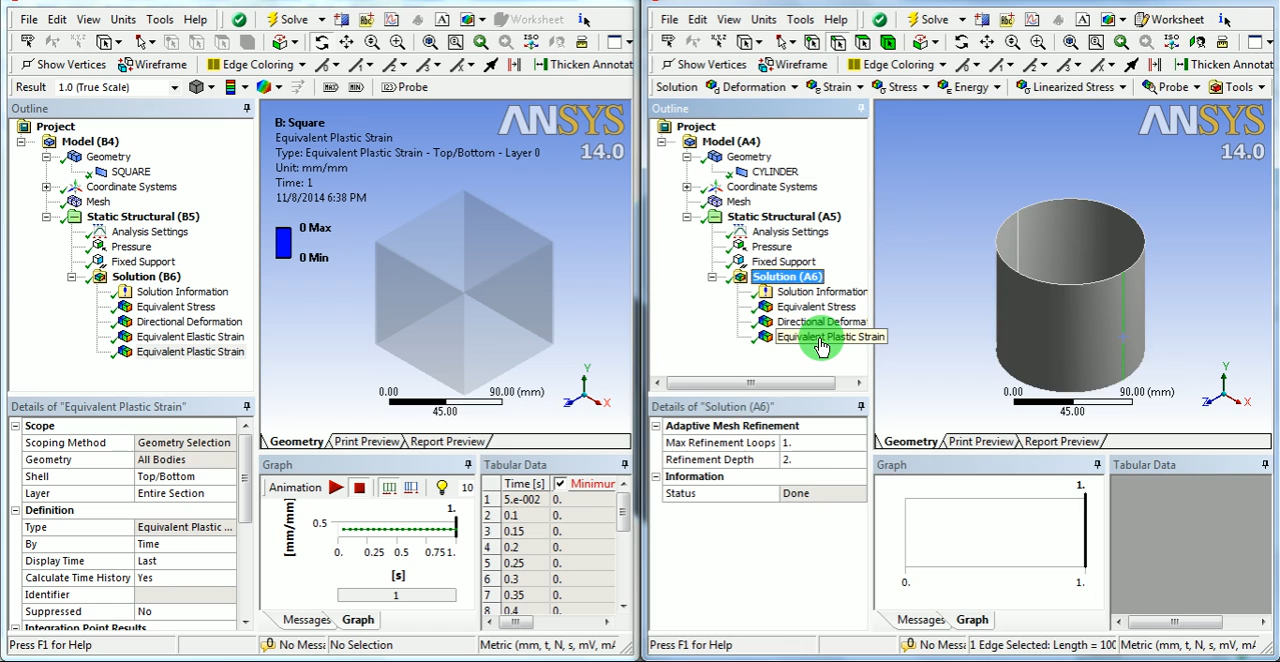 File Edit View Units Tools Help Solve Worksheet
Show Vertices Wireframe Edge Coloring Thicken Annotat
Result 1.0 (True Scale) Probe
Outline
Project
Model (B4)
Geometry
SQUARE
Coordinate Systems
Mesh
Static Structural (B5)
Analysis Settings
Pressure
Fixed Support
Solution (B6)
Solution Information
Equivalent Stress
Directional Deformation
Equivalent Elastic Strain
Equivalent Plastic Strain
Details of "Equivalent Plastic Strain"
Scope
Scoping Method Geometry Selection
Geometry All Bodies
Shell Top/Bottom
Layer Entire Section
Definition
Type Equivalent Plastic ...
By Time
Display Time Last
Calculate Time History Yes
Identifier
Suppressed No
Integration Point Results
B: Square
Equivalent Plastic Strain
Type: Equivalent Plastic Strain - Top/Bottom - Layer 0
Unit: mm/mm
Time: 1
11/8/2014 6:38 PM
0 Max
0 Min
ANSYS
14.0
0.00 90.00 (mm)
45.00
Y
Z X
Geometry Print Preview Report Preview
Graph
Animation 10
[mm/mm]
1.
0.5
0. 0.25 0.5 0.75 1.
[s]
1
Messages Graph
Tabular Data
Time [s] Minimur
1 5.e-002 0.
2 0.1 0.
3 0.15 0.
4 0.2 0.
5 0.25 0.
6 0.3 0.
7 0.35 0.
8 0.4 0.
Press F1 for Help No Messa No Selection Metric (mm, t, N, s, mV, mA
File Edit View Units Tools Help Solve Worksheet
Show Vertices Wireframe Edge Coloring Thicken Annotat
Solution Deformation Strain Stress Energy Linearized Stress Probe Tools
Outline
Project
Model (A4)
Geometry
CYLINDER
Coordinate Systems
Mesh
Static Structural (A5)
Analysis Settings
Pressure
Fixed Support
Solution (A6)
Solution Information
Equivalent Stress
Directional Deforma
Equivalent Plastic Strain
Details of "Solution (A6)"
Adaptive Mesh Refinement
Max Refinement Loops 1.
Refinement Depth 2.
Information
Status Done
ANSYS
14.0
0.00 90.00 (mm)
45.00
Y
Z X
Geometry Print Preview Report Preview
Graph
1.
0. 1.
Messages Graph
Tabular Data
Press F1 for Help No Messa 1 Edge Selected: Length = 100 Metric (mm, t, N, s, mV, mA